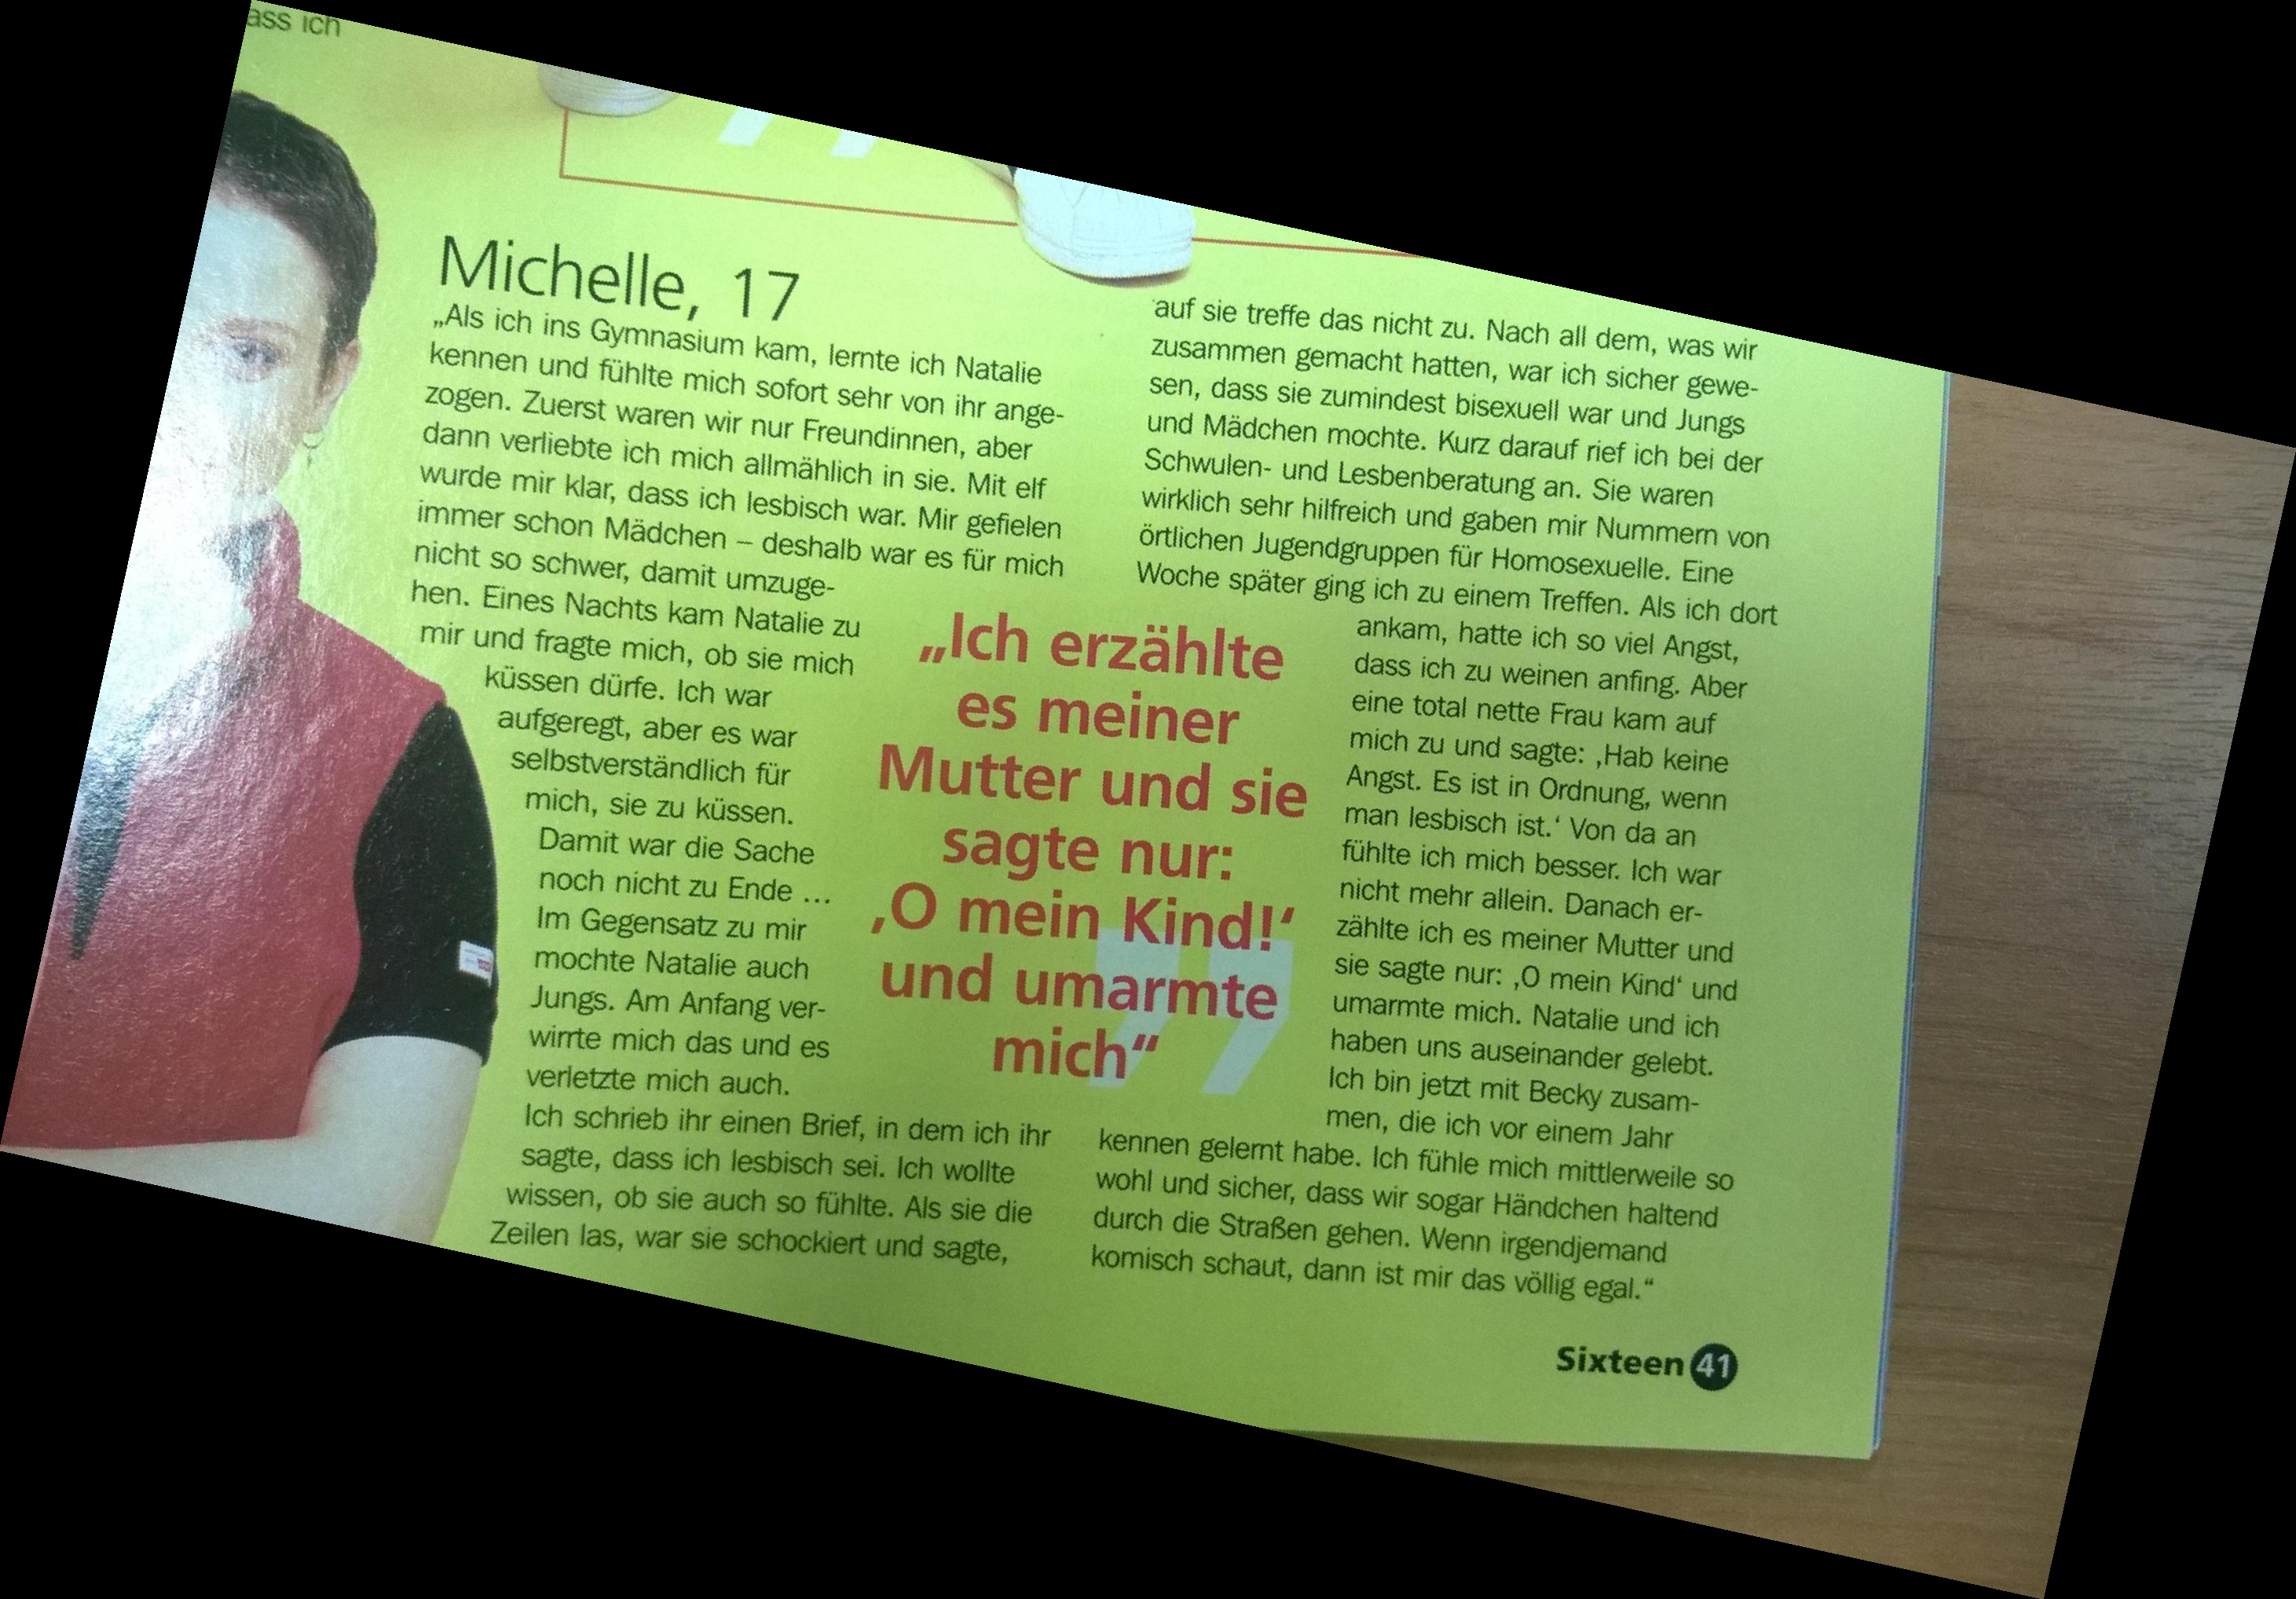 ass ich
Michelle, 17
„Als ich ins Gymnasium kam, lernte ich Natalie
kennen und fühlte mich sofort sehr von ihr ange-
zogen. Zuerst waren wir nur Freundinnen, aber
dann verliebte ich mich allmählich in sie. Mit elf
wurde mir klar, dass ich lesbisch war. Mir gefielen
immer schon Mädchen – deshalb war es für mich
nicht so schwer, damit umzuge-
hen. Eines Nachts kam Natalie zu
mir und fragte mich, ob sie mich
küssen dürfe. Ich war
aufgeregt, aber es war
selbstverständlich für
mich, sie zu küssen.
Damit war die Sache
noch nicht zu Ende …
Im Gegensatz zu mir
mochte Natalie auch
Jungs. Am Anfang ver-
wirrte mich das und es
verletzte mich auch.
Ich schrieb ihr einen Brief, in dem ich ihr
sagte, dass ich lesbisch sei. Ich wollte
wissen, ob sie auch so fühlte. Als sie die
Zeilen las, war sie schockiert und sagte,
„Ich erzählte
es meiner
Mutter und sie
sagte nur:
‚O mein Kind!‘
und umarmte
mich“
auf sie treffe das nicht zu. Nach all dem, was wir
zusammen gemacht hatten, war ich sicher gewe-
sen, dass sie zumindest bisexuell war und Jungs
und Mädchen mochte. Kurz darauf rief ich bei der
Schwulen- und Lesbenberatung an. Sie waren
wirklich sehr hilfreich und gaben mir Nummern von
örtlichen Jugendgruppen für Homosexuelle. Eine
Woche später ging ich zu einem Treffen. Als ich dort
ankam, hatte ich so viel Angst,
dass ich zu weinen anfing. Aber
eine total nette Frau kam auf
mich zu und sagte: ‚Hab keine
Angst. Es ist in Ordnung, wenn
man lesbisch ist.‘ Von da an
fühlte ich mich besser. Ich war
nicht mehr allein. Danach er-
zählte ich es meiner Mutter und
sie sagte nur: ‚O mein Kind‘ und
umarmte mich. Natalie und ich
haben uns auseinander gelebt.
Ich bin jetzt mit Becky zusam-
men, die ich vor einem Jahr
kennen gelernt habe. Ich fühle mich mittlerweile so
wohl und sicher, dass wir sogar Händchen haltend
durch die Straßen gehen. Wenn irgendjemand
komisch schaut, dann ist mir das völlig egal.“
Sixteen 41